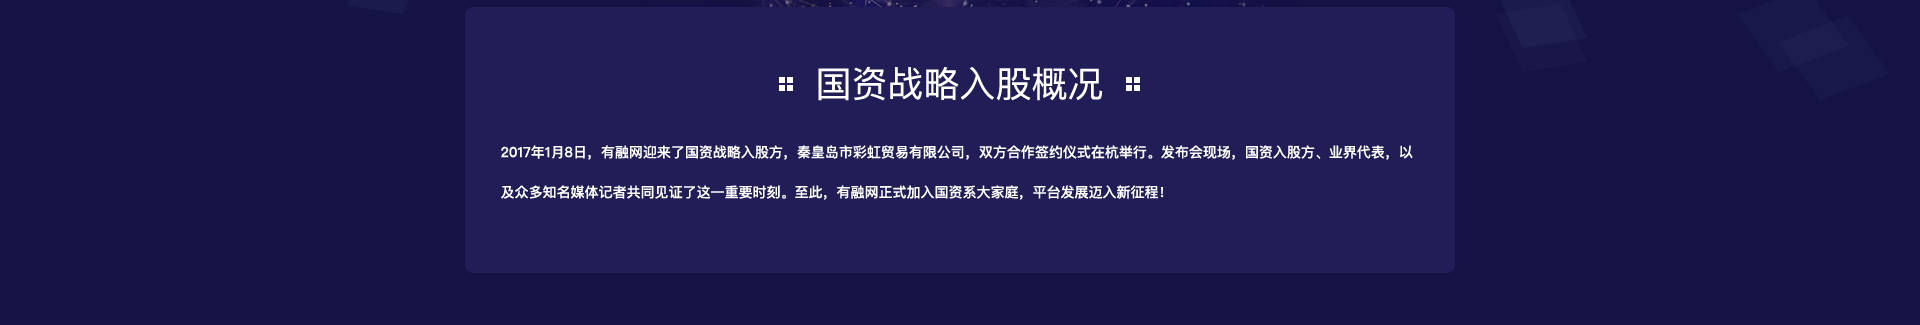 国资战略入股概况
2017年1月8日，有融网迎来了国资战略入股方，秦皇岛市彩虹贸易有限公司，双方合作签约仪式在杭举行。发布会现场，国资入股方、业界代表，以
及众多知名媒体记者共同见证了这一重要时刻。至此，有融网正式加入国资系大家庭，平台发展迈入新征程！